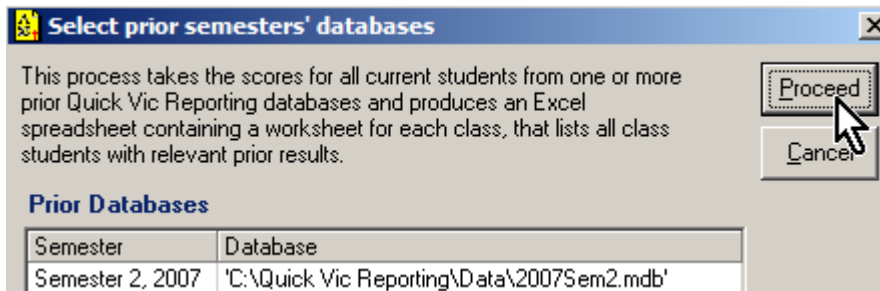 Select prior semesters' databases
This process takes the scores for all current students from one or more
prior Quick Vic Reporting databases and produces an Excel
spreadsheet containing a worksheet for each class, that lists all class
students with relevant prior results.
Proceed
Cancel
Prior Databases
Semester Database
Semester 2, 2007 'C:\Quick Vic Reporting\Data\2007Sem2.mdb'